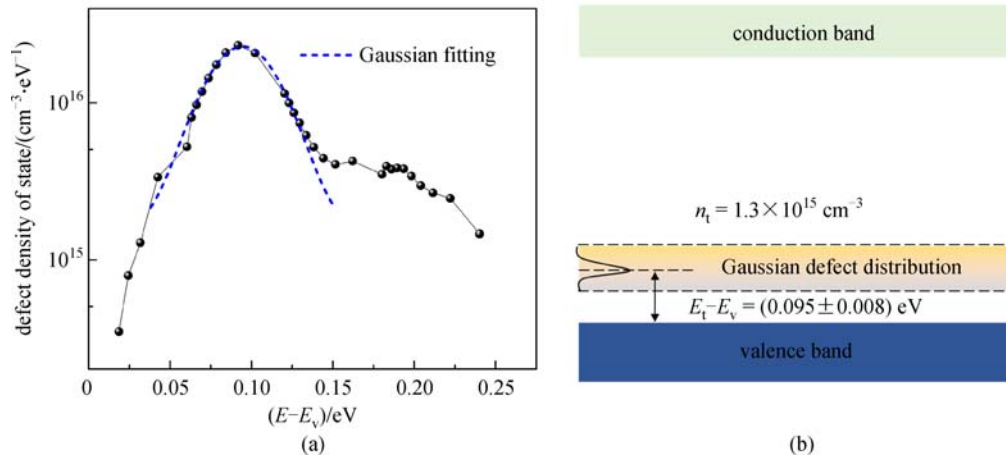 (a)
defect density of state/(cm⁻³·eV⁻¹)
10¹⁶
10¹⁵
Gaussian fitting
0 0.05 0.10 0.15 0.20 0.25
(E−Eᵥ)/eV
conduction band
nₜ = 1.3×10¹⁵ cm⁻³
Gaussian defect distribution
Eₜ−Eᵥ = (0.095±0.008) eV
valence band
(a)
(b)